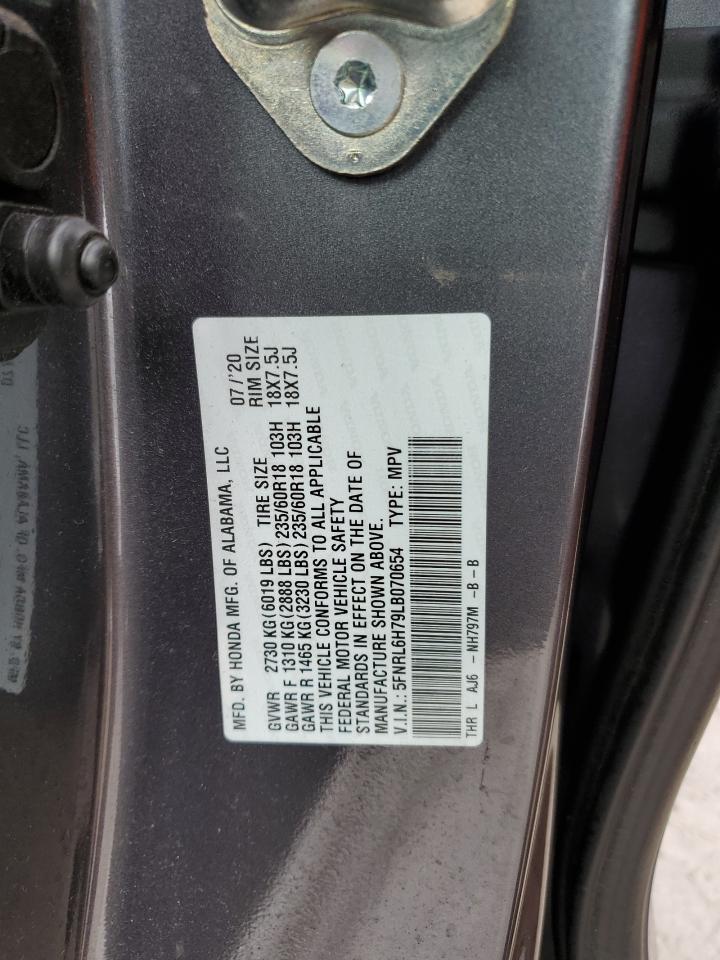 MFD. BY HONDA MFG. OF ALABAMA, LLC 07/'20
GVWR 2730 KG (6019 LBS) TIRE SIZE RIM SIZE
GAWR F 1310 KG (2888 LBS) 235/60R18 103H 18X7.5J
GAWR R 1465 KG (3230 LBS) 235/60R18 103H 18X7.5J
THIS VEHICLE CONFORMS TO ALL APPLICABLE
FEDERAL MOTOR VEHICLE SAFETY
STANDARDS IN EFFECT ON THE DATE OF
MANUFACTURE SHOWN ABOVE.
V.I.N.: 5FNRL6H79LB070654 TYPE: MPV
THR L AJ6 - NH797M -B -B